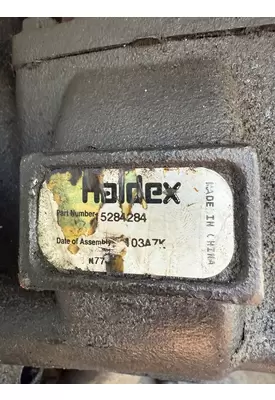 Haldex
Part Number: 5284284
Date of Assembly: 103A7K
MADE IN CHINA